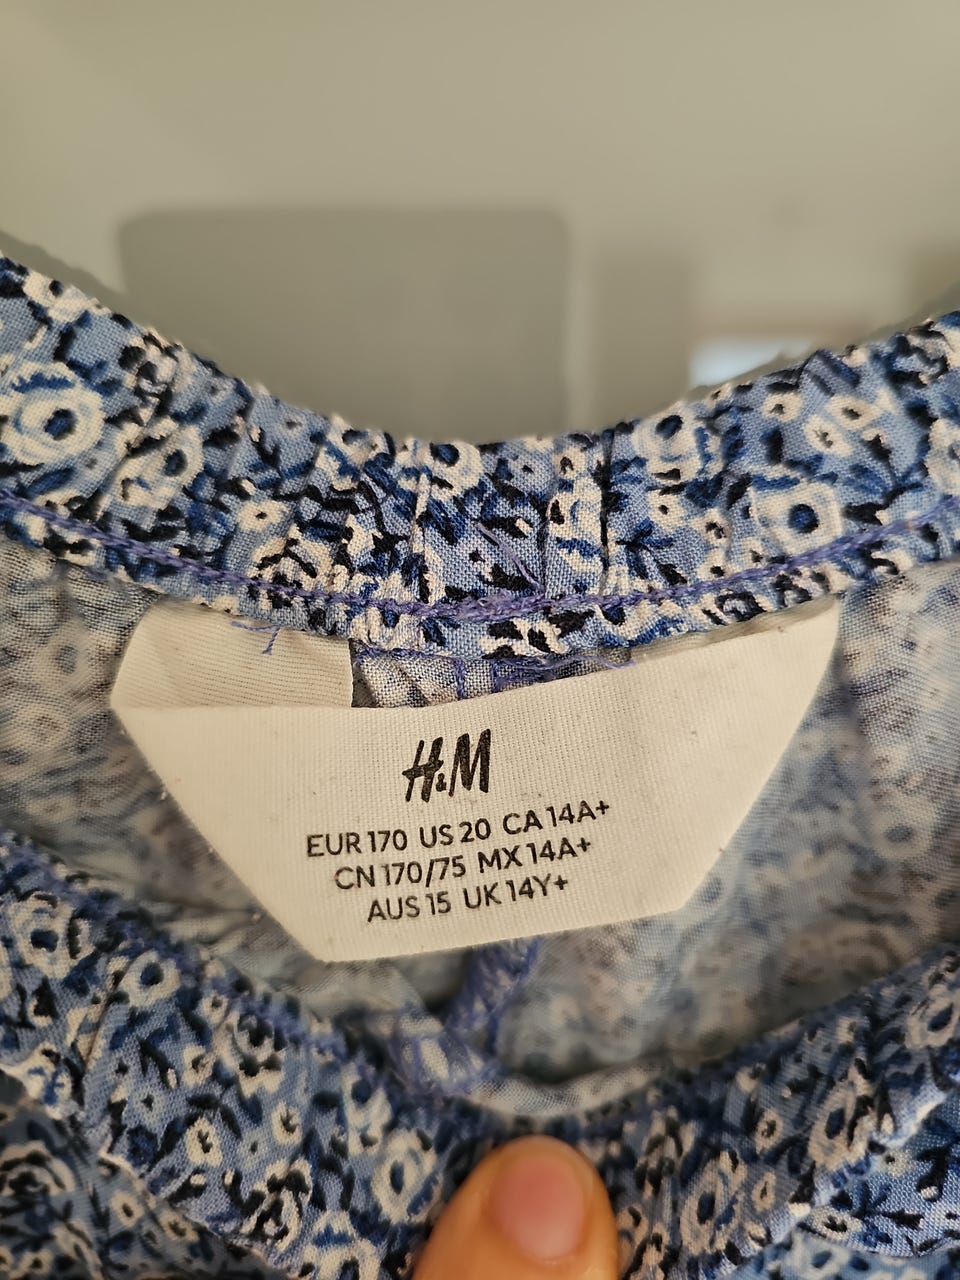 H&M
EUR 170 US 20 CA 14A+
CN 170/75 MX 14A+
AUS 15 UK 14Y+